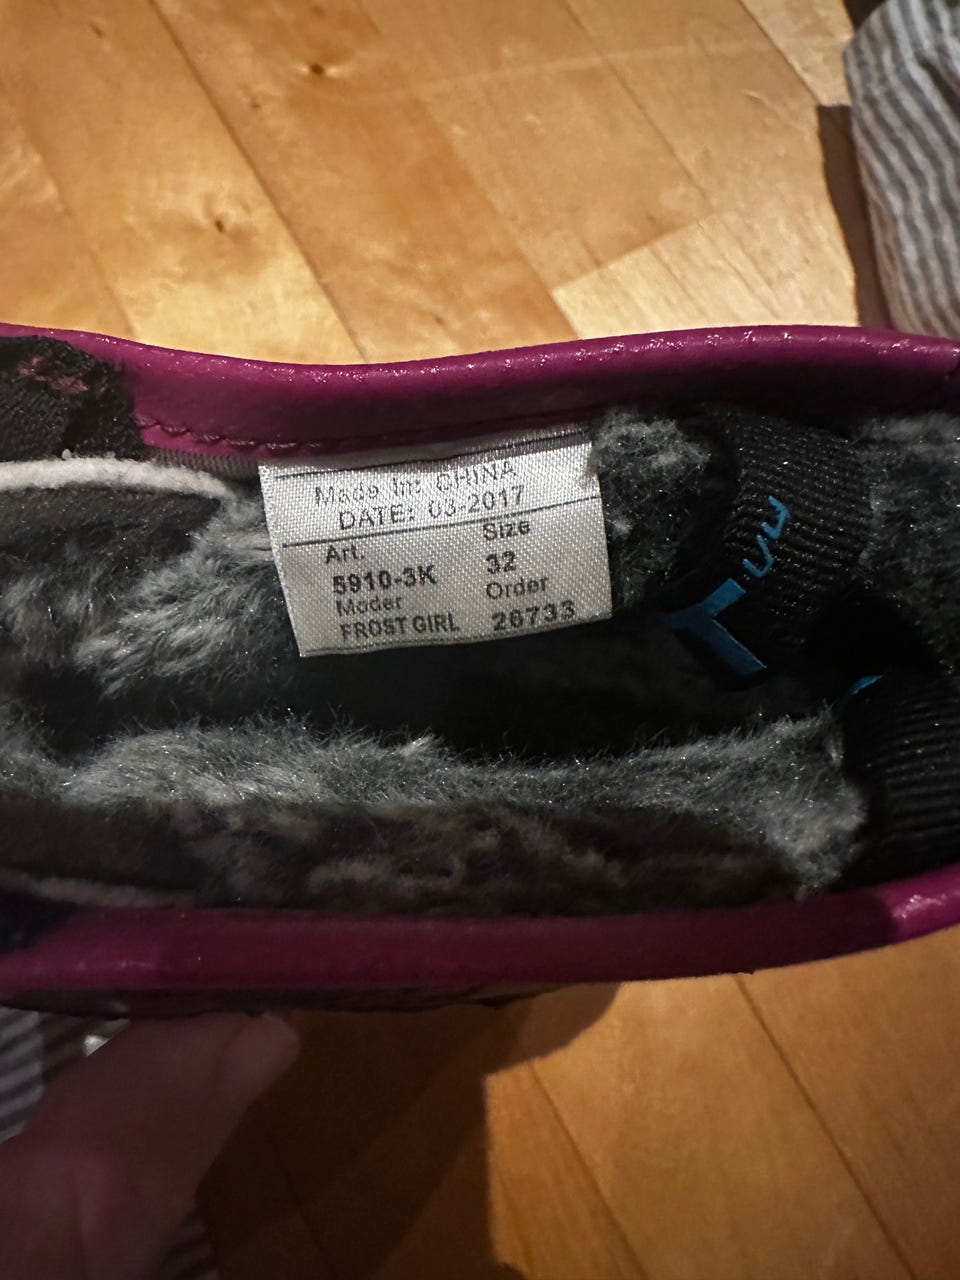 Made In: CHINA
DATE: 03-2017
Art. Size
5910-3K 32
Moder Order
FROST GIRL 26733